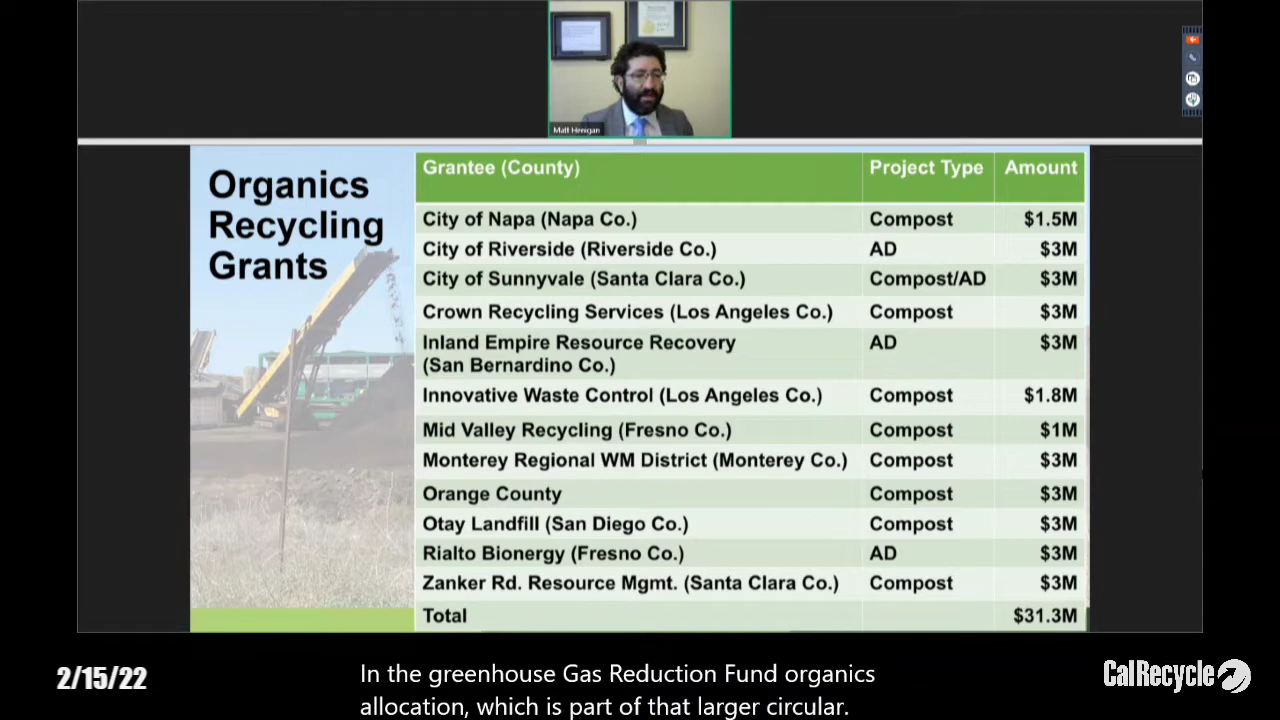 Matt Henigan
Organics
Recycling
Grants
Grantee (County) Project Type Amount
City of Napa (Napa Co.) Compost $1.5M
City of Riverside (Riverside Co.) AD $3M
City of Sunnyvale (Santa Clara Co.) Compost/AD $3M
Crown Recycling Services (Los Angeles Co.) Compost $3M
Inland Empire Resource Recovery AD $3M
(San Bernardino Co.)
Innovative Waste Control (Los Angeles Co.) Compost $1.8M
Mid Valley Recycling (Fresno Co.) Compost $1M
Monterey Regional WM District (Monterey Co.) Compost $3M
Orange County Compost $3M
Otay Landfill (San Diego Co.) Compost $3M
Rialto Bionergy (Fresno Co.) AD $3M
Zanker Rd. Resource Mgmt. (Santa Clara Co.) Compost $3M
Total $31.3M
2/15/22
In the greenhouse Gas Reduction Fund organics
allocation, which is part of that larger circular.
CalRecycle